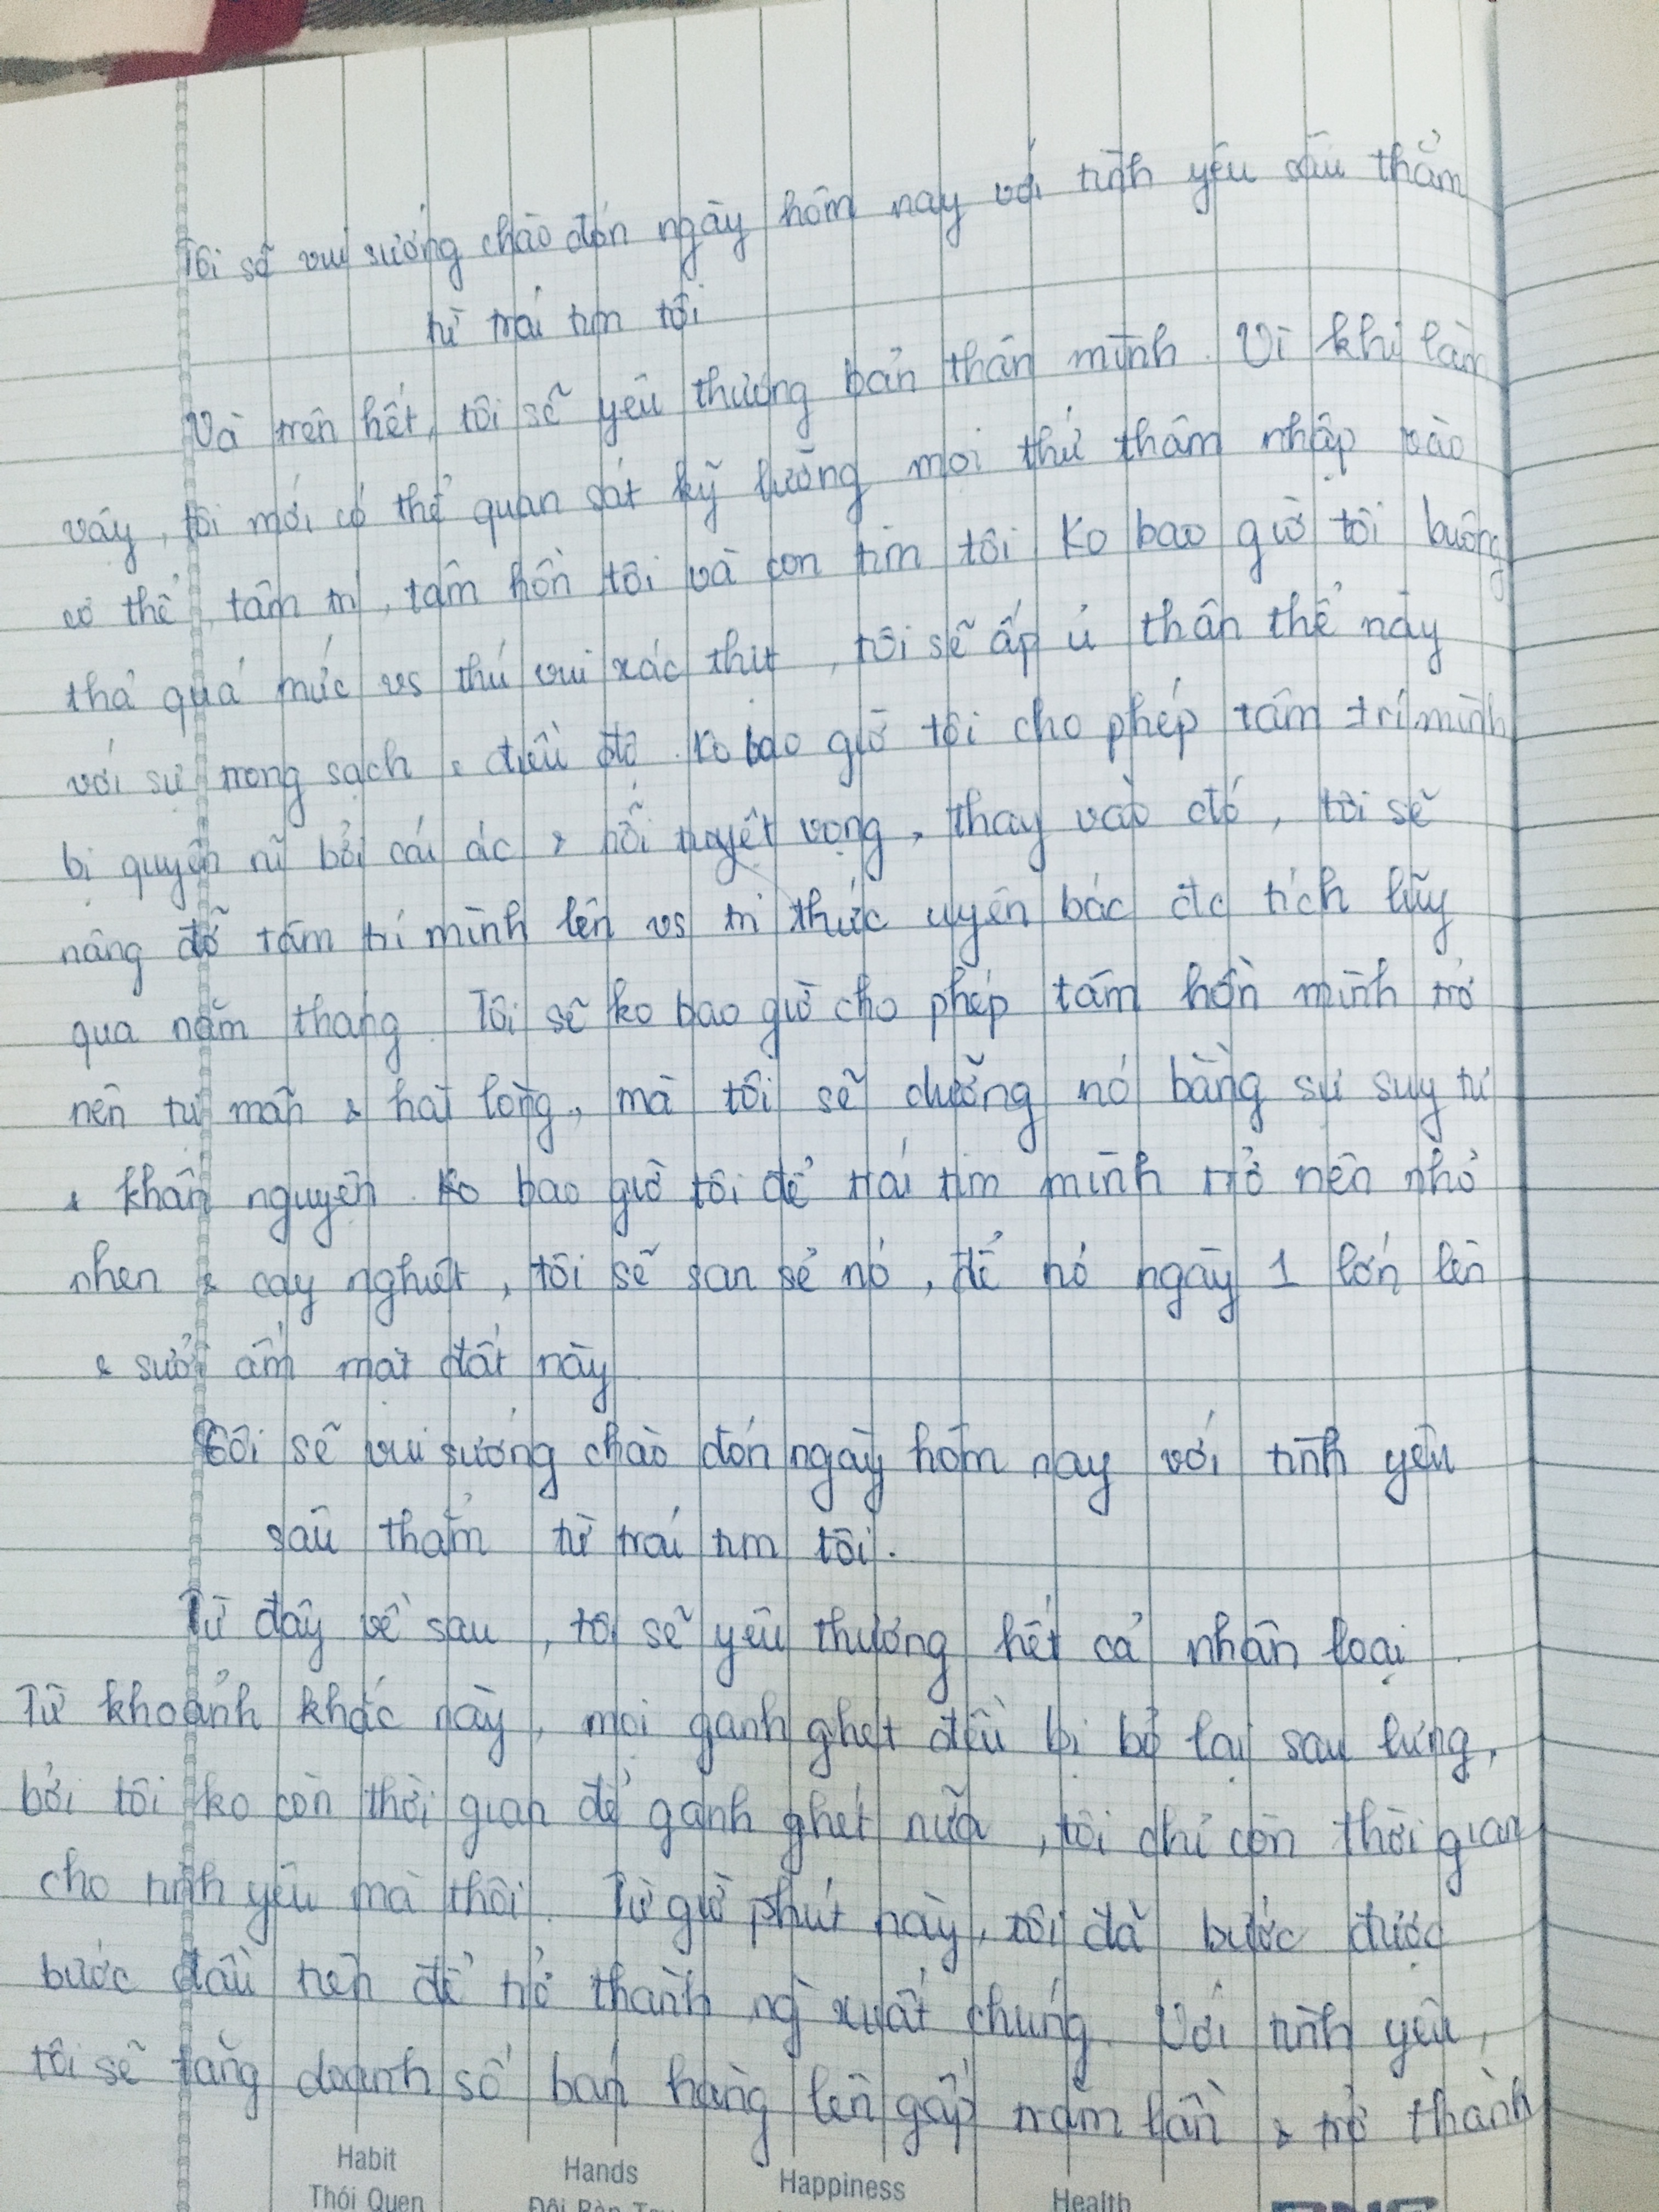 Tôi sẽ vui sướng chào đón ngày hôm nay với tình yêu sâu thẳm
từ trái tim tôi
Và trên hết, tôi sẽ yêu thương bản thân mình. Vì khi làm
vậy, tôi mới có thể quan sát kỹ lưỡng mọi thứ thâm nhập vào
cơ thể, tâm trí, tâm hồn tôi và con tim tôi. Ko bao giờ tôi buông
thả quá mức vs thú vui xác thịt, tôi sẽ ấp ủ thân thể này
với sự trong sạch & điều độ. Ko bao giờ tôi cho phép tâm trí mình
bị quyến rũ bởi cái ác & nỗi tuyệt vọng, thay vào đó, tôi sẽ
nâng đỡ tâm trí mình lên vs tri thức uyên bác đc tích lũy
qua năm tháng. Tôi sẽ ko bao giờ cho phép tâm hồn mình trở
nên tự mãn & hài lòng, mà tôi sẽ dưỡng nó bằng sự suy tư
& khấn nguyện. Ko bao giờ tôi để trái tim mình trở nên nhỏ
nhen & cay nghiệt, tôi sẽ san sẻ nó, để nó ngày 1 lớn lên
& sưởi ấm mặt đất này.
Tôi sẽ vui sướng chào đón ngày hôm nay với tình yêu
sâu thẳm từ trái tim tôi.
Từ đây về sau, tôi sẽ yêu thương hết cả nhân loại.
Từ khoảnh khắc này, mọi ganh ghét đều bị bỏ lại sau lưng,
bởi tôi ko còn thời gian để ganh ghét nữa, tôi chỉ còn thời gian
cho tình yêu mà thôi. Từ giờ phút này, tôi đã bước được
bước đầu tiên để trở thành ng xuất chúng. Với tình yêu,
tôi sẽ tăng doanh số bán hàng lên gấp trăm lần & trở thành
Habit Hands Happiness Health
Thói Quen Đôi Bàn Tay